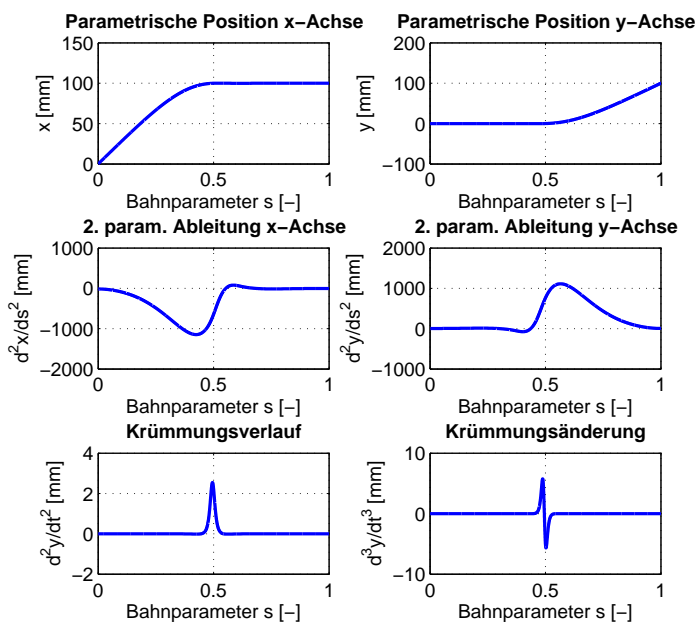 Parametrische Position x−Achse
150
100
50
0
x [mm]
0
0.5
1
Bahnparameter s [−]
Parametrische Position y−Achse
200
100
0
−100
y [mm]
0
0.5
1
Bahnparameter s [−]
2. param. Ableitung x−Achse
1000
0
−1000
−2000
d²x/ds² [mm]
0
0.5
1
Bahnparameter s [−]
2. param. Ableitung y−Achse
2000
1000
0
−1000
d²y/ds² [mm]
0
0.5
1
Bahnparameter s [−]
Krümmungsverlauf
4
2
0
−2
d²y/dt² [mm]
0
0.5
1
Bahnparameter s [−]
Krümmungsänderung
10
0
−10
d³y/dt³ [mm]
0
0.5
1
Bahnparameter s [−]